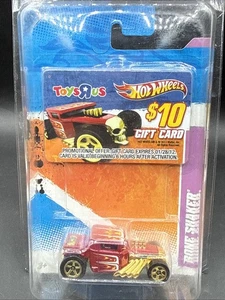 TOYS R US
Hot Wheels
$10
GIFT CARD
PROMOTIONAL OFFER GIFT CARD EXPIRES 01/28/12.
CARD IS VALID BEGINNING 6 HOURS AFTER ACTIVATION
BONE SHAKER